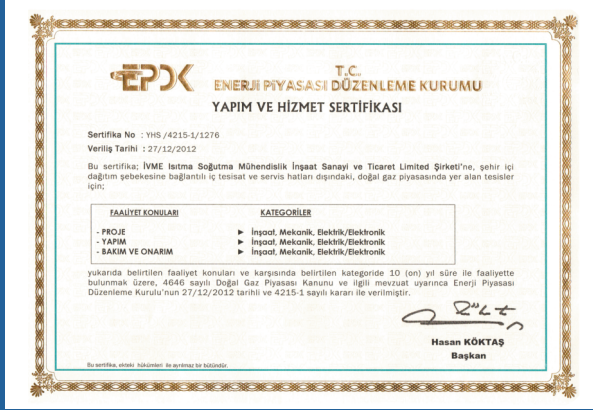 EPDK
T.C.
ENERJİ PİYASASI DÜZENLEME KURUMU
YAPIM VE HİZMET SERTİFİKASI
Sertifika No : YHS /4215-1/1276
Veriliş Tarihi : 27/12/2012
Bu sertifika; İVME Isıtma Soğutma Mühendislik İnşaat Sanayi ve Ticaret Limited Şirketi'ne, şehir içi
dağıtım şebekesine bağlantılı iç tesisat ve servis hatları dışındaki, doğal gaz piyasasında yer alan tesisler
için;
FAALİYET KONULARI KATEGORİLER
- PROJE ► İnşaat, Mekanik, Elektrik/Elektronik
- YAPIM ► İnşaat, Mekanik, Elektrik/Elektronik
- BAKIM VE ONARIM ► İnşaat, Mekanik, Elektrik/Elektronik
yukarıda belirtilen faaliyet konuları ve karşısında belirtilen kategoride 10 (on) yıl süre ile faaliyette
bulunmak üzere, 4646 sayılı Doğal Gaz Piyasası Kanunu ve ilgili mevzuat uyarınca Enerji Piyasası
Düzenleme Kurulu'nun 27/12/2012 tarihli ve 4215-1 sayılı kararı ile verilmiştir.
Hasan KÖKTAŞ
Başkan
Bu sertifika, ekteki hükümleri ile ayrılmaz bir bütündür.